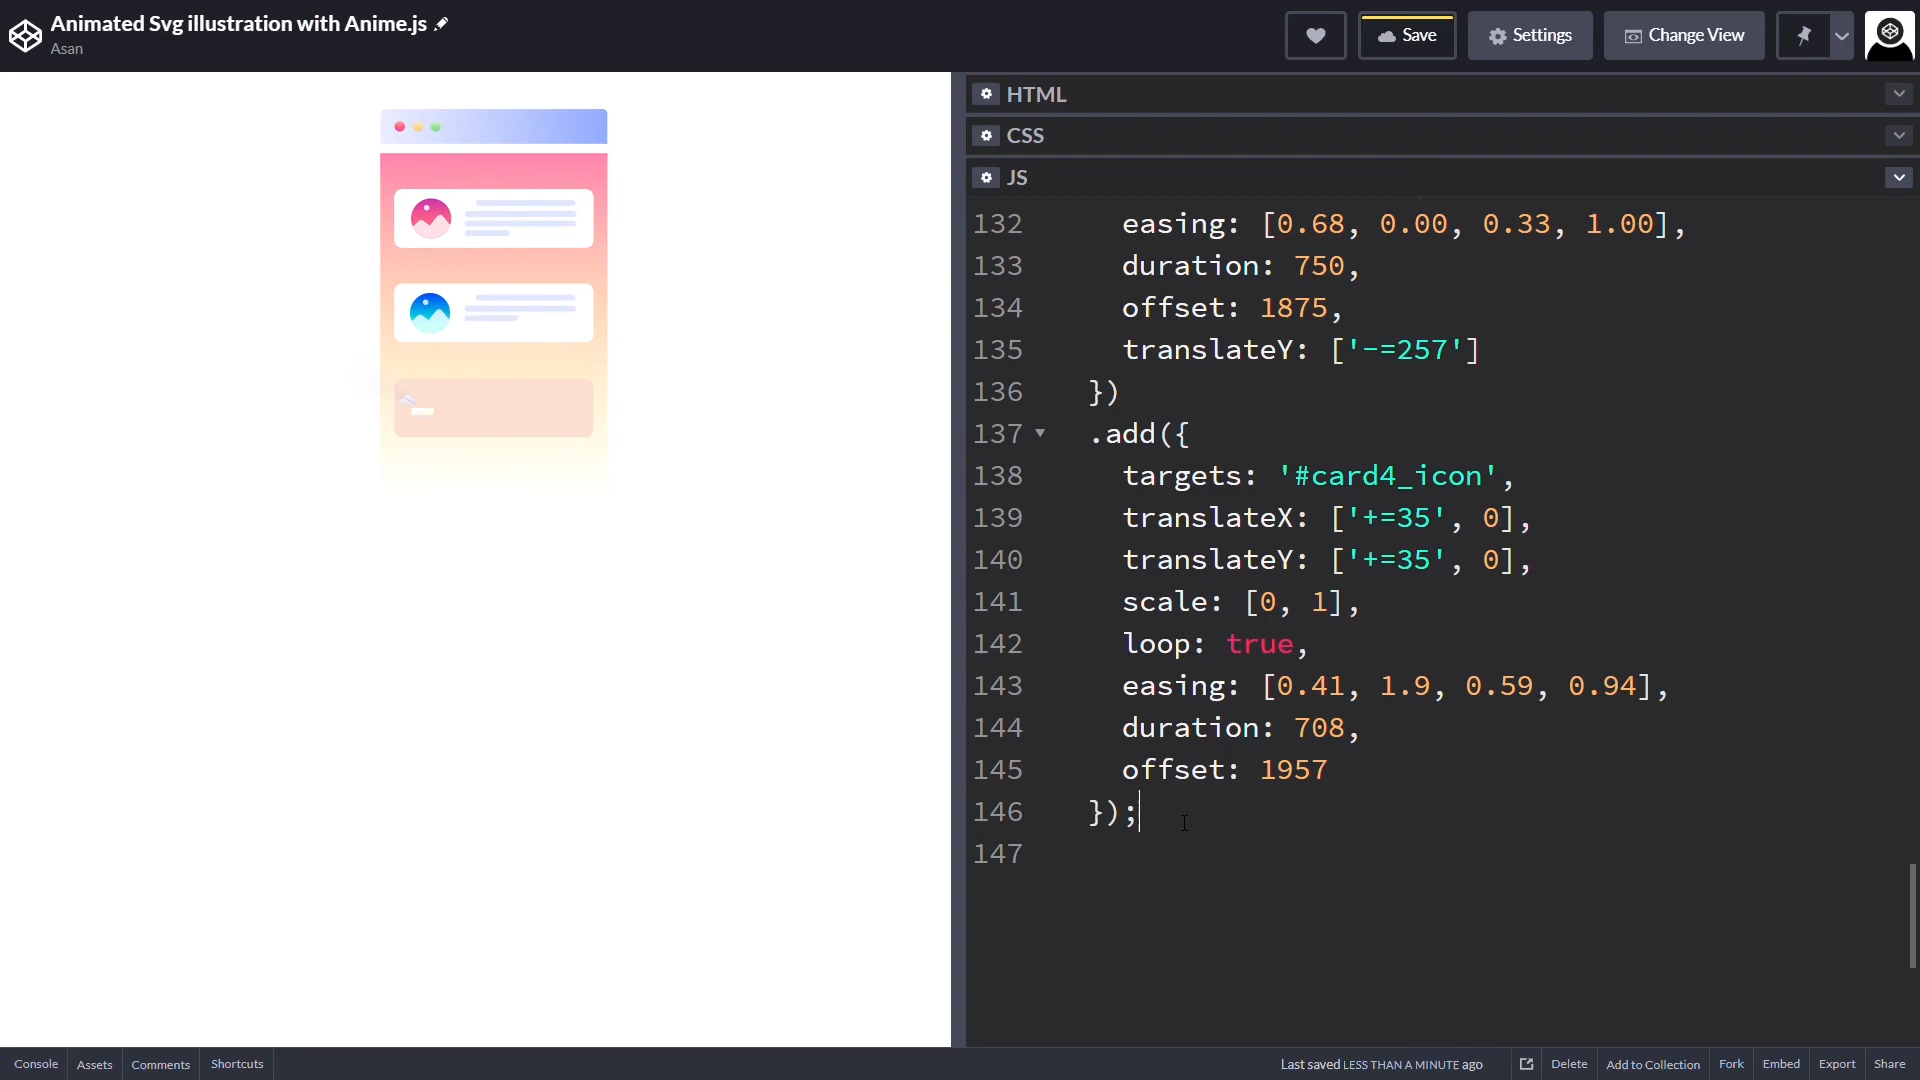 Animated Svg illustration with Anime.js
Asan
Save
Settings
Change View
HTML
CSS
JS
132 easing: [0.68, 0.00, 0.33, 1.00],
133 duration: 750,
134 offset: 1875,
135 translateY: ['-=257']
136 })
137 .add({
138 targets: '#card4_icon',
139 translateX: ['+=35', 0],
140 translateY: ['+=35', 0],
141 scale: [0, 1],
142 loop: true,
143 easing: [0.41, 1.9, 0.59, 0.94],
144 duration: 708,
145 offset: 1957
146 });
147
Console Assets Comments Shortcuts Last saved LESS THAN A MINUTE ago Delete Add to Collection Fork Embed Export Share